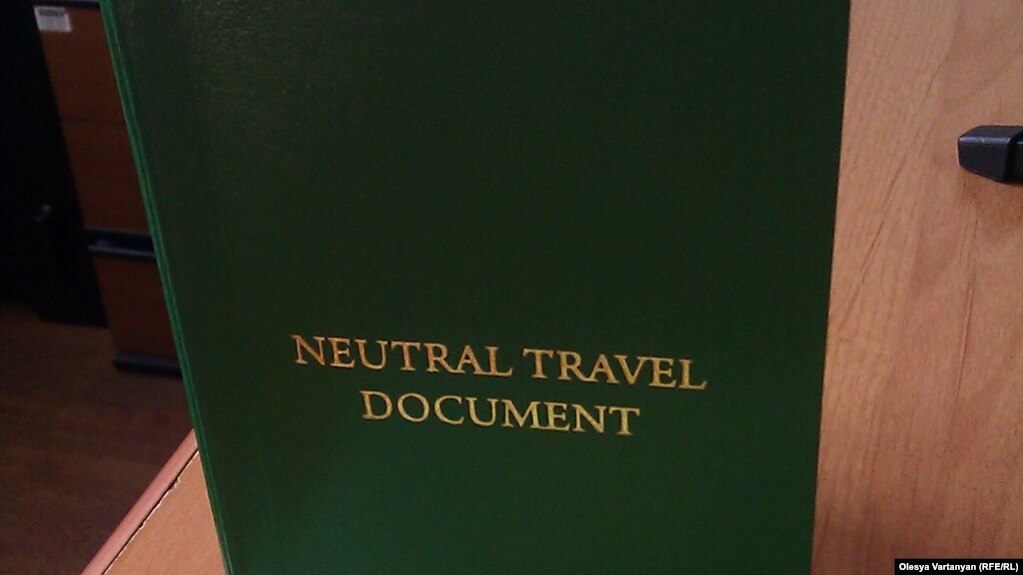 NEUTRAL TRAVEL
DOCUMENT
Olesya Vartanyan (RFE/RL)